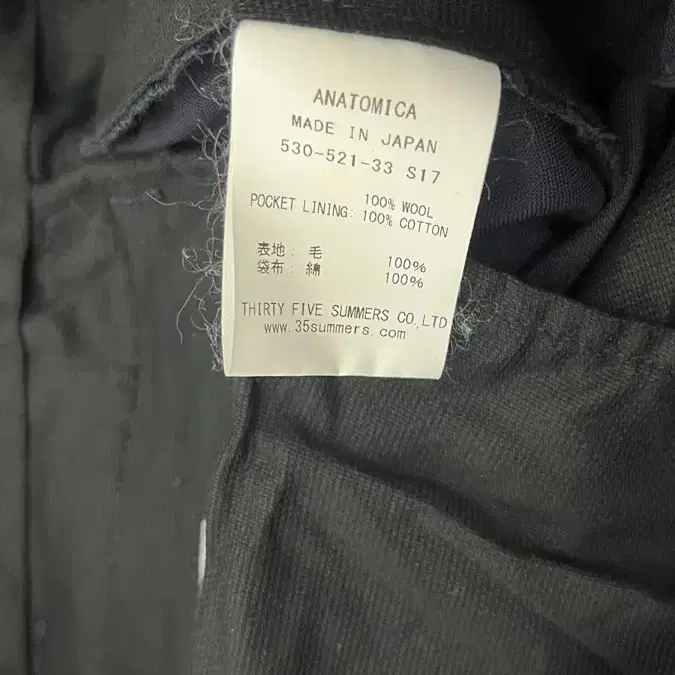 ANATOMICA
MADE IN JAPAN
530-521-33 S17
100% WOOL
POCKET LINING: 100% COTTON
表地: 毛 100%
袋布: 綿 100%
THIRTY FIVE SUMMERS CO.LTD
www.35summers.com